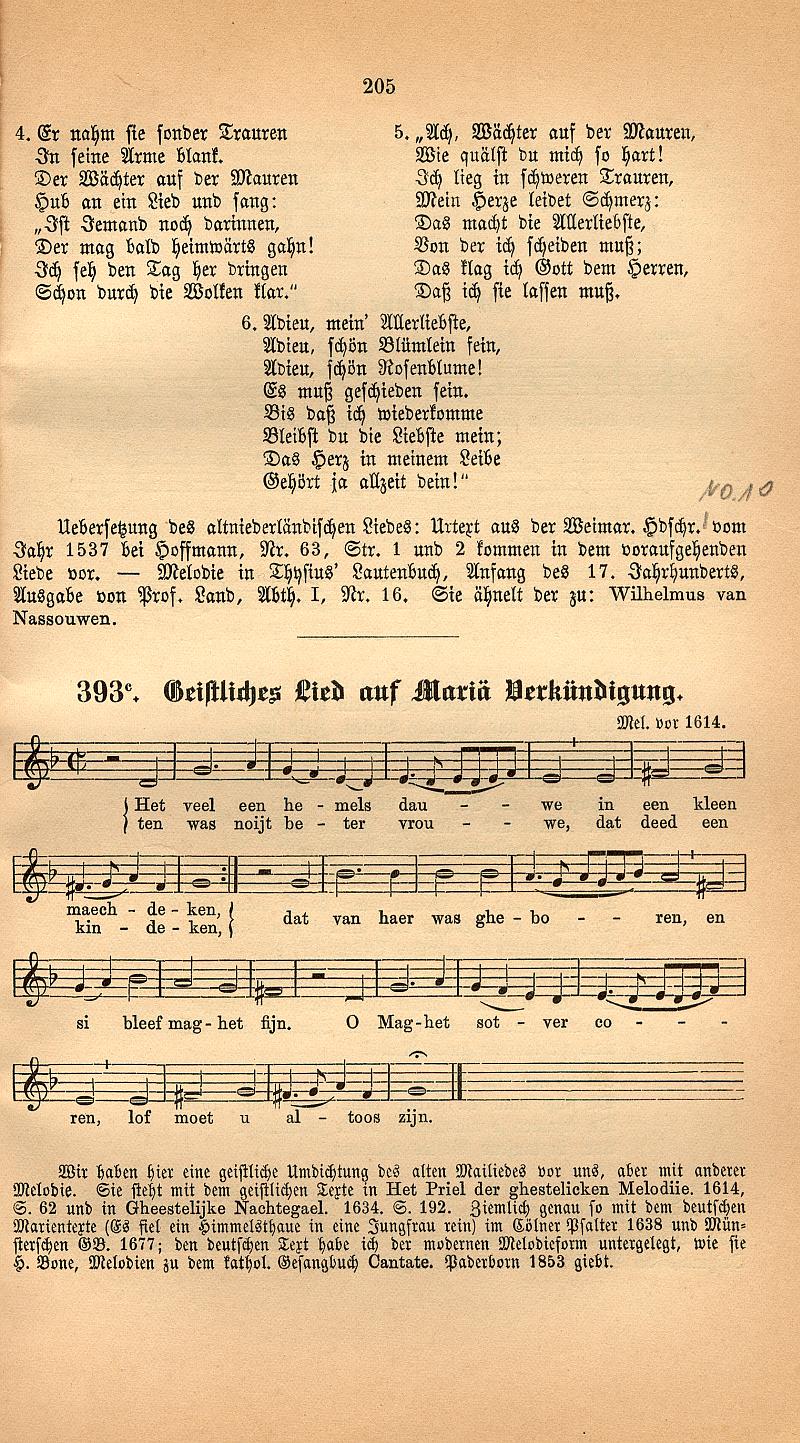 205
4. Er nahm sie sonder Trauren
In seine Arme blank.
Der Wächter auf der Mauren
Hub an ein Lied und sang:
„Ist Jemand noch darinnen,
Der mag bald heimwärts gahn!
Ich seh den Tag her dringen
Schon durch die Wolken klar."
5. „Ach, Wächter auf der Mauren,
Wie quälst du mich so hart!
Ich lieg in schweren Trauren,
Mein Herze leidet Schmerz:
Das macht die Allerliebste,
Von der ich scheiden muß;
Das klag ich Gott dem Herren,
Daß ich sie lassen muß.
6. Adieu, mein' Allerliebste,
Adieu, schön Blümlein fein,
Adieu, schön Rosenblume!
Es muß geschieden sein.
Bis daß ich wiederkomme
Bleibst du die Liebste mein;
Das Herz in meinem Leibe
Gehört ja allzeit dein!"
NO. 10
Uebersetzung des altniederländischen Liedes: Urtext aus der Weimar. Hdschr. vom
Jahr 1537 bei Hoffmann, Nr. 63, Str. 1 und 2 kommen in dem voraufgehenden
Liede vor. — Melodie in Thysius' Lautenbuch, Anfang des 17. Jahrhunderts,
Ausgabe von Prof. Land, Abth. I, Nr. 16. Sie ähnelt der zu: Wilhelmus van
Nassouwen.
393c. Geistliches Lied auf Mariä Verkündigung.
Mel. vor 1614.
Het veel een he - mels dau - - we in een kleen
ten was noijt be - ter vrou - - we, dat deed een
maech - de - ken, dat van haer was ghe - bo - - ren, en
kin - de - ken,
si bleef mag - het fijn. O Mag - het sot - ver co - - -
ren, lof moet u al - toos zijn.
Wir haben hier eine geistliche Umdichtung des alten Mailiedes vor uns, aber mit anderer
Melodie. Sie steht mit dem geistlichen Texte in Het Priel der ghestelicken Melodiie. 1614,
S. 62 und in Gheestelijke Nachtegael. 1634. S. 192. Ziemlich genau so mit dem deutschen
Marientexte (Es fiel ein Himmelsthaue in eine Jungfrau rein) im Cölner Psalter 1638 und Mün-
sterschen GB. 1677; den deutschen Text habe ich der modernen Melodieform untergelegt, wie sie
H. Bone, Melodien zu dem kathol. Gesangbuch Cantate. Paderborn 1853 giebt.